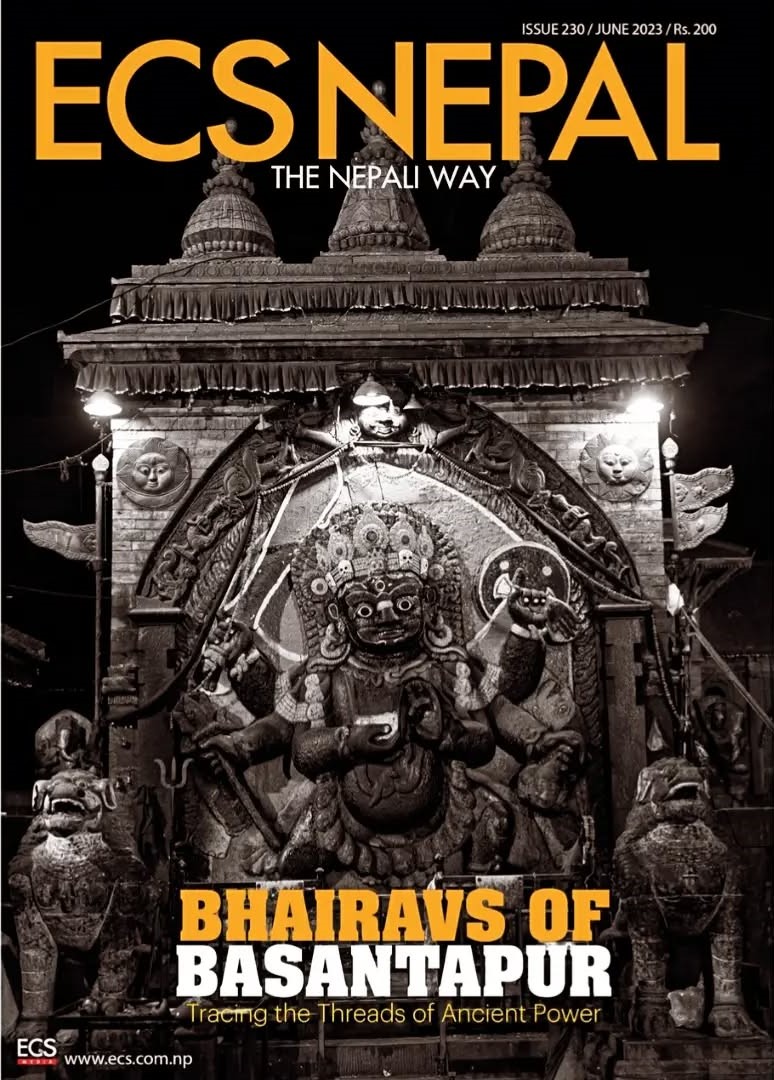 ISSUE 230 / JUNE 2023 / Rs. 200
ECS NEPAL
THE NEPALI WAY
BHAIRAVS OF
BASANTAPUR
Tracing the Threads of Ancient Power
ECS
MEDIA
www.ecs.com.np